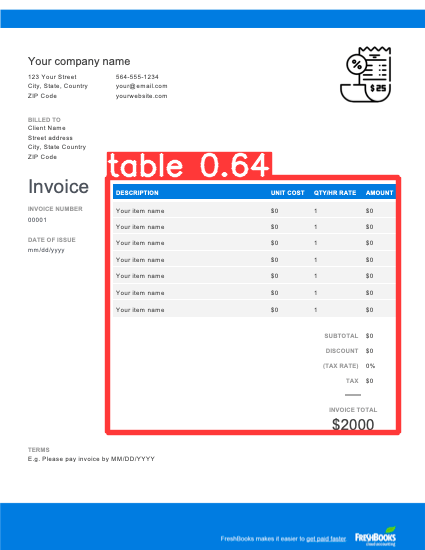 Your company name
123 Your Street 564-555-1234
City, State, Country your@email.com
ZIP Code yourwebsite.com
% $25
BILLED TO
Client Name
Street address
City, State Country
ZIP Code
table 0.64
Invoice
DESCRIPTION UNIT COST QTY/HR RATE AMOUNT
INVOICE NUMBER
00001
DATE OF ISSUE
mm/dd/yyyy
Your item name $0 1 $0
Your item name $0 1 $0
Your item name $0 1 $0
Your item name $0 1 $0
Your item name $0 1 $0
Your item name $0 1 $0
Your item name $0 1 $0
SUBTOTAL $0
DISCOUNT $0
(TAX RATE) 0%
TAX $0
INVOICE TOTAL
$2000
TERMS
E.g. Please pay invoice by MM/DD/YYYY
FreshBooks makes it easier to get paid faster.
FRESHBOOKS
cloud accounting